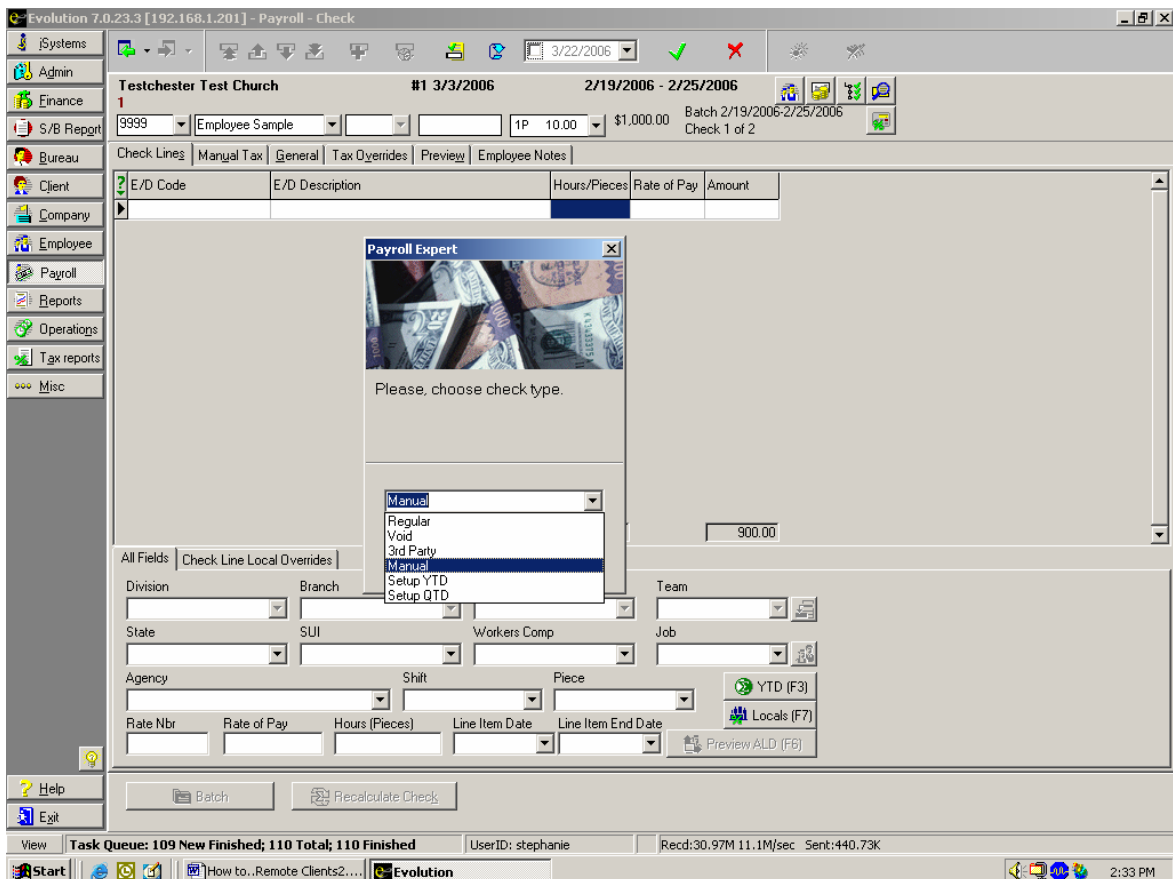 Evolution 7.0.23.3 [192.168.1.201] - Payroll - Check
iSystems
Admin
Finance
S/B Report
Bureau
Client
Company
Employee
Payroll
Reports
Operations
Tax reports
Misc
Help
Exit
3/22/2006
Testchester Test Church #1 3/3/2006 2/19/2006 - 2/25/2006
1
9999 Employee Sample 1P 10.00 $1,000.00 Batch 2/19/2006-2/25/2006
Check 1 of 2
Check Lines Manual Tax General Tax Overrides Preview Employee Notes
E/D Code E/D Description Hours/Pieces Rate of Pay Amount
Payroll Expert
Please, choose check type.
Manual
Regular
Void
3rd Party
Manual
Setup YTD
Setup QTD
900.00
All Fields Check Line Local Overrides
Division Branch Team
State SUI Workers Comp Job
Agency Shift Piece
YTD (F3)
Locals (F7)
Rate Nbr Rate of Pay Hours (Pieces) Line Item Date Line Item End Date
Preview ALD (F6)
Batch Recalculate Check
View Task Queue: 109 New Finished; 110 Total; 110 Finished UserID: stephanie Recd:30.97M 11.1M/sec Sent:440.73K
Start How to..Remote Clients2.... Evolution 2:33 PM